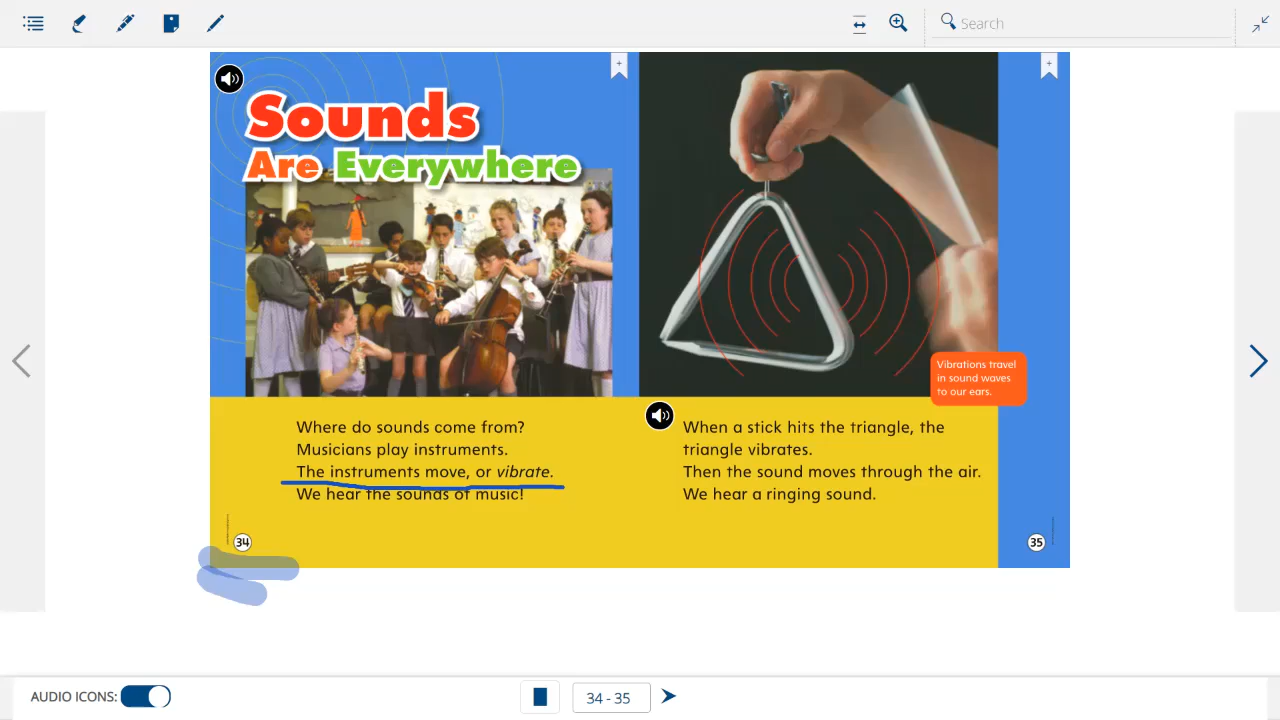 Search
Sounds
Are Everywhere
Where do sounds come from?
Musicians play instruments.
The instruments move, or vibrate.
We hear the sounds of music!
34
Vibrations travel
in sound waves
to our ears.
When a stick hits the triangle, the
triangle vibrates.
Then the sound moves through the air.
We hear a ringing sound.
35
AUDIO ICONS:
34 - 35